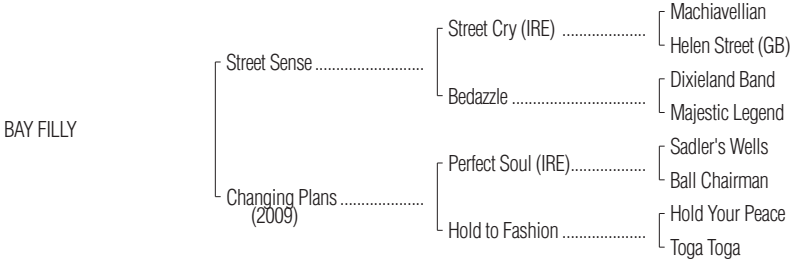 Machiavellian
Street Cry (IRE) ....................
Helen Street (GB)
Street Sense ..........................
Dixieland Band
Bedazzle ................................
Majestic Legend
BAY FILLY
Sadler's Wells
Perfect Soul (IRE)..................
Ball Chairman
Changing Plans ....................
(2009)
Hold Your Peace
Hold to Fashion ....................
Toga Toga